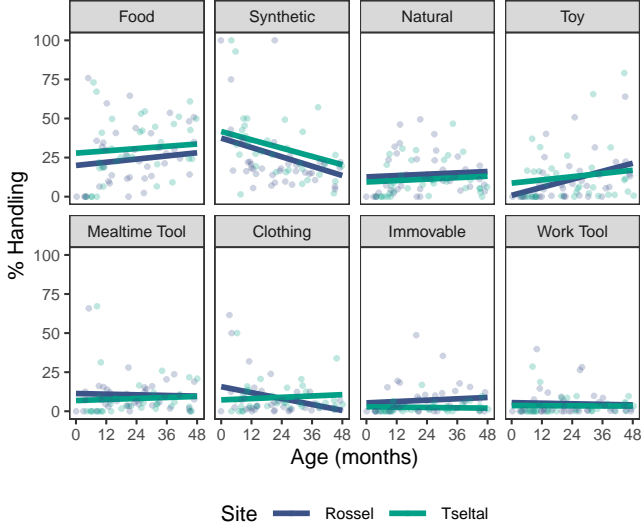 Food Synthetic Natural Toy
100
75
50
25
0
% Handling
Mealtime Tool Clothing Immovable Work Tool
100
75
50
25
0
0 12 24 36 48 0 12 24 36 48 0 12 24 36 48 0 12 24 36 48
Age (months)
Site Rossel Tseltal